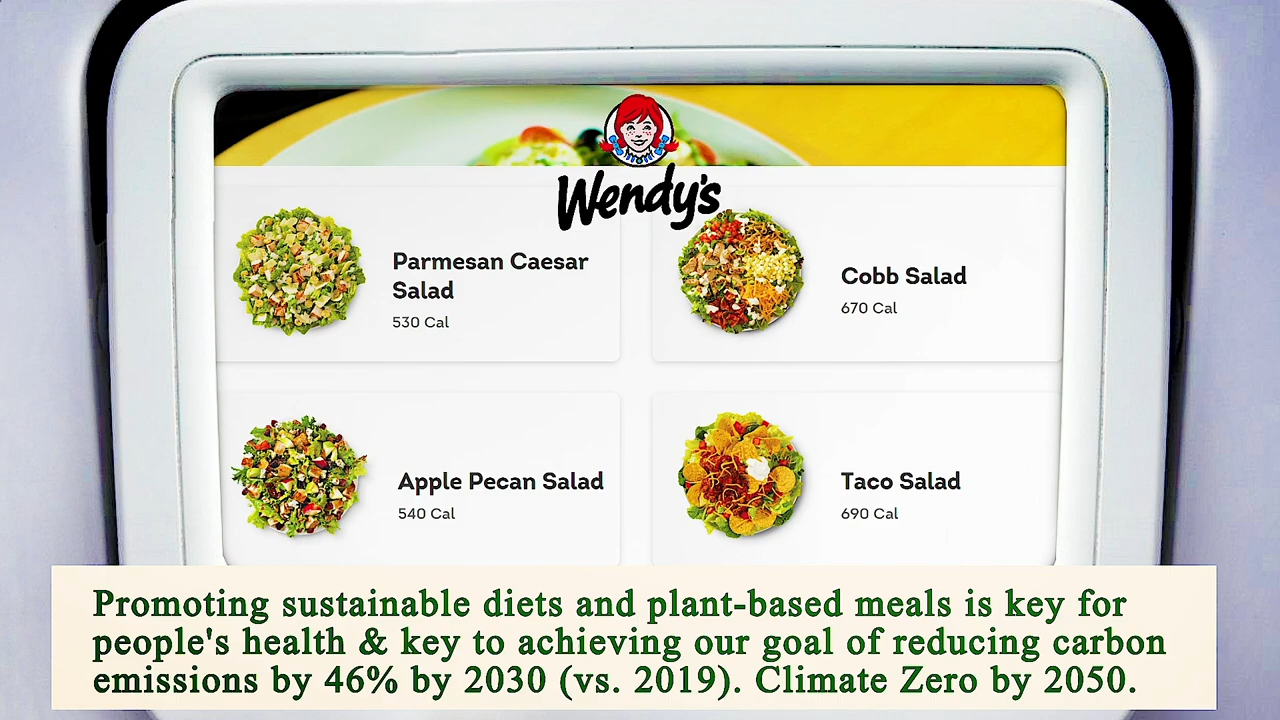 Wendy's
Parmesan Caesar
Salad
530 Cal
Cobb Salad
670 Cal
Apple Pecan Salad
540 Cal
Taco Salad
690 Cal
Promoting sustainable diets and plant-based meals is key for
people's health & key to achieving our goal of reducing carbon
emissions by 46% by 2030 (vs. 2019). Climate Zero by 2050.